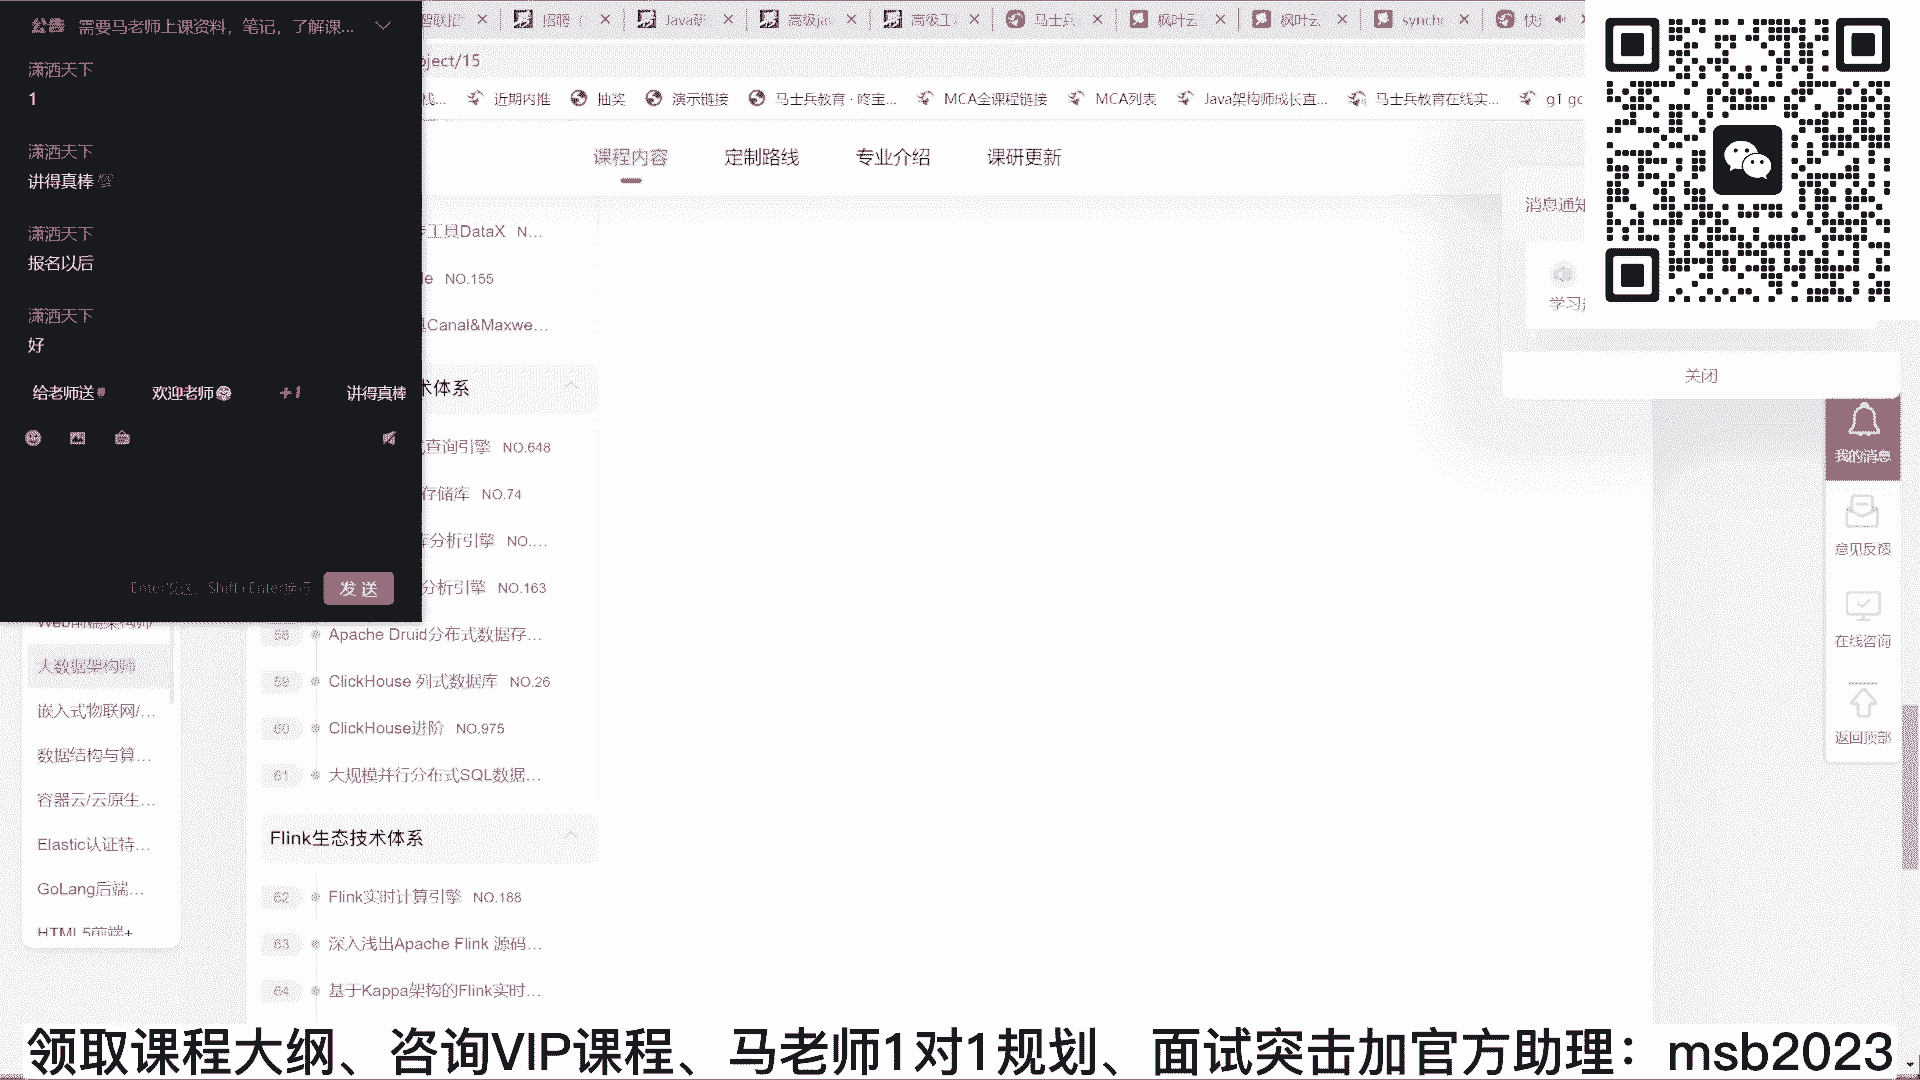 公告 需要马老师上课资料，笔记，了解课...
潇洒天下
1
潇洒天下
讲得真棒💯
潇洒天下
报名以后
潇洒天下
好
给老师送 欢迎老师 +1 讲得真棒
Enter发送，Shift+Enter换行 发 送
智联招 招聘 ( Java研 高级jav 高级工 马士兵 枫叶云 枫叶云 synchr 快
ject/15
栈... 近期内推 抽奖 演示链接 马士兵教育 · 咚宝... MCA全课程链接 MCA列表 Java架构师成长直... 马士兵教育在线实... g1 gc
课程内容 定制路线 专业介绍 课研更新
工具DataX N...
le NO.155
Canal&Maxwe...
术体系
查询引擎 NO.648
存储库 NO.74
库分析引擎 NO....
分析引擎 NO.163
58 Apache Druid分布式数据存...
59 ClickHouse 列式数据库 NO.26
60 ClickHouse进阶 NO.975
61 大规模并行分布式SQL数据...
Flink生态技术体系
62 Flink实时计算引擎 NO.188
63 深入浅出Apache Flink 源码...
64 基于Kappa架构的Flink实时...
Web前端架构师
大数据架构师
嵌入式物联网/...
数据结构与算...
容器云/云原生...
Elastic认证特...
GoLang后端...
HTML5前端+
消息通知
学习
关闭
我的消息
意见反馈
在线咨询
返回顶部
领取课程大纲、咨询VIP课程、马老师1对1规划、面试突击加官方助理：msb2023